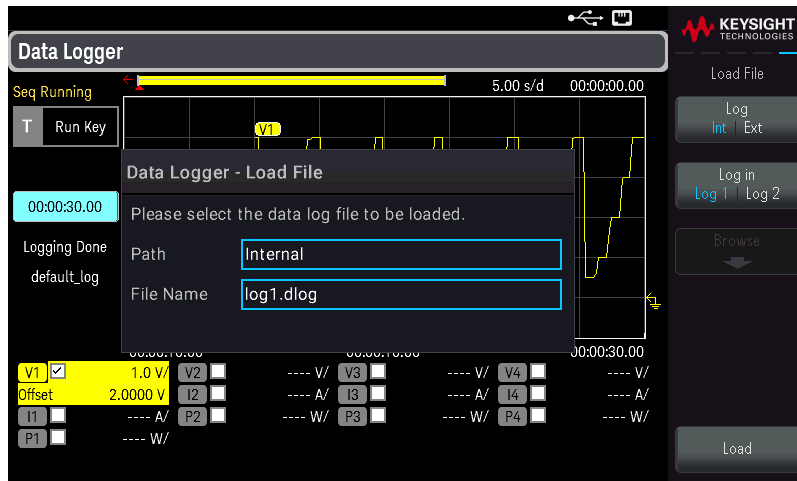 KEYSIGHT
TECHNOLOGIES
Data Logger
Load File
Seq Running
5.00 s/d 00:00:00.00
Log
Int Ext
T Run Key
V1
Data Logger - Load File
Log in
Log 1 Log 2
00:00:30.00
Please select the data log file to be loaded.
Browse
Logging Done
Path Internal
default_log
File Name log1.dlog
00:00:30.00
V1 1.0 V/ V2 ---- V/ V3 ---- V/ V4 ---- V/
Offset 2.0000 V I2 ---- A/ I3 ---- A/ I4 ---- A/
I1 ---- A/ P2 ---- W/ P3 ---- W/ P4 ---- W/
P1 ---- W/
Load